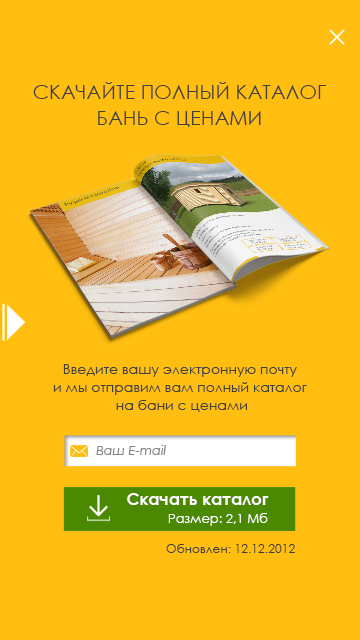 СКАЧАЙТЕ ПОЛНЫЙ КАТАЛОГ
БАНЬ С ЦЕНАМИ
Введите вашу электронную почту
и мы отправим вам полный каталог
на бани с ценами
Ваш E-mail
Скачать каталог
Размер: 2,1 Мб
Обновлен: 12.12.2012